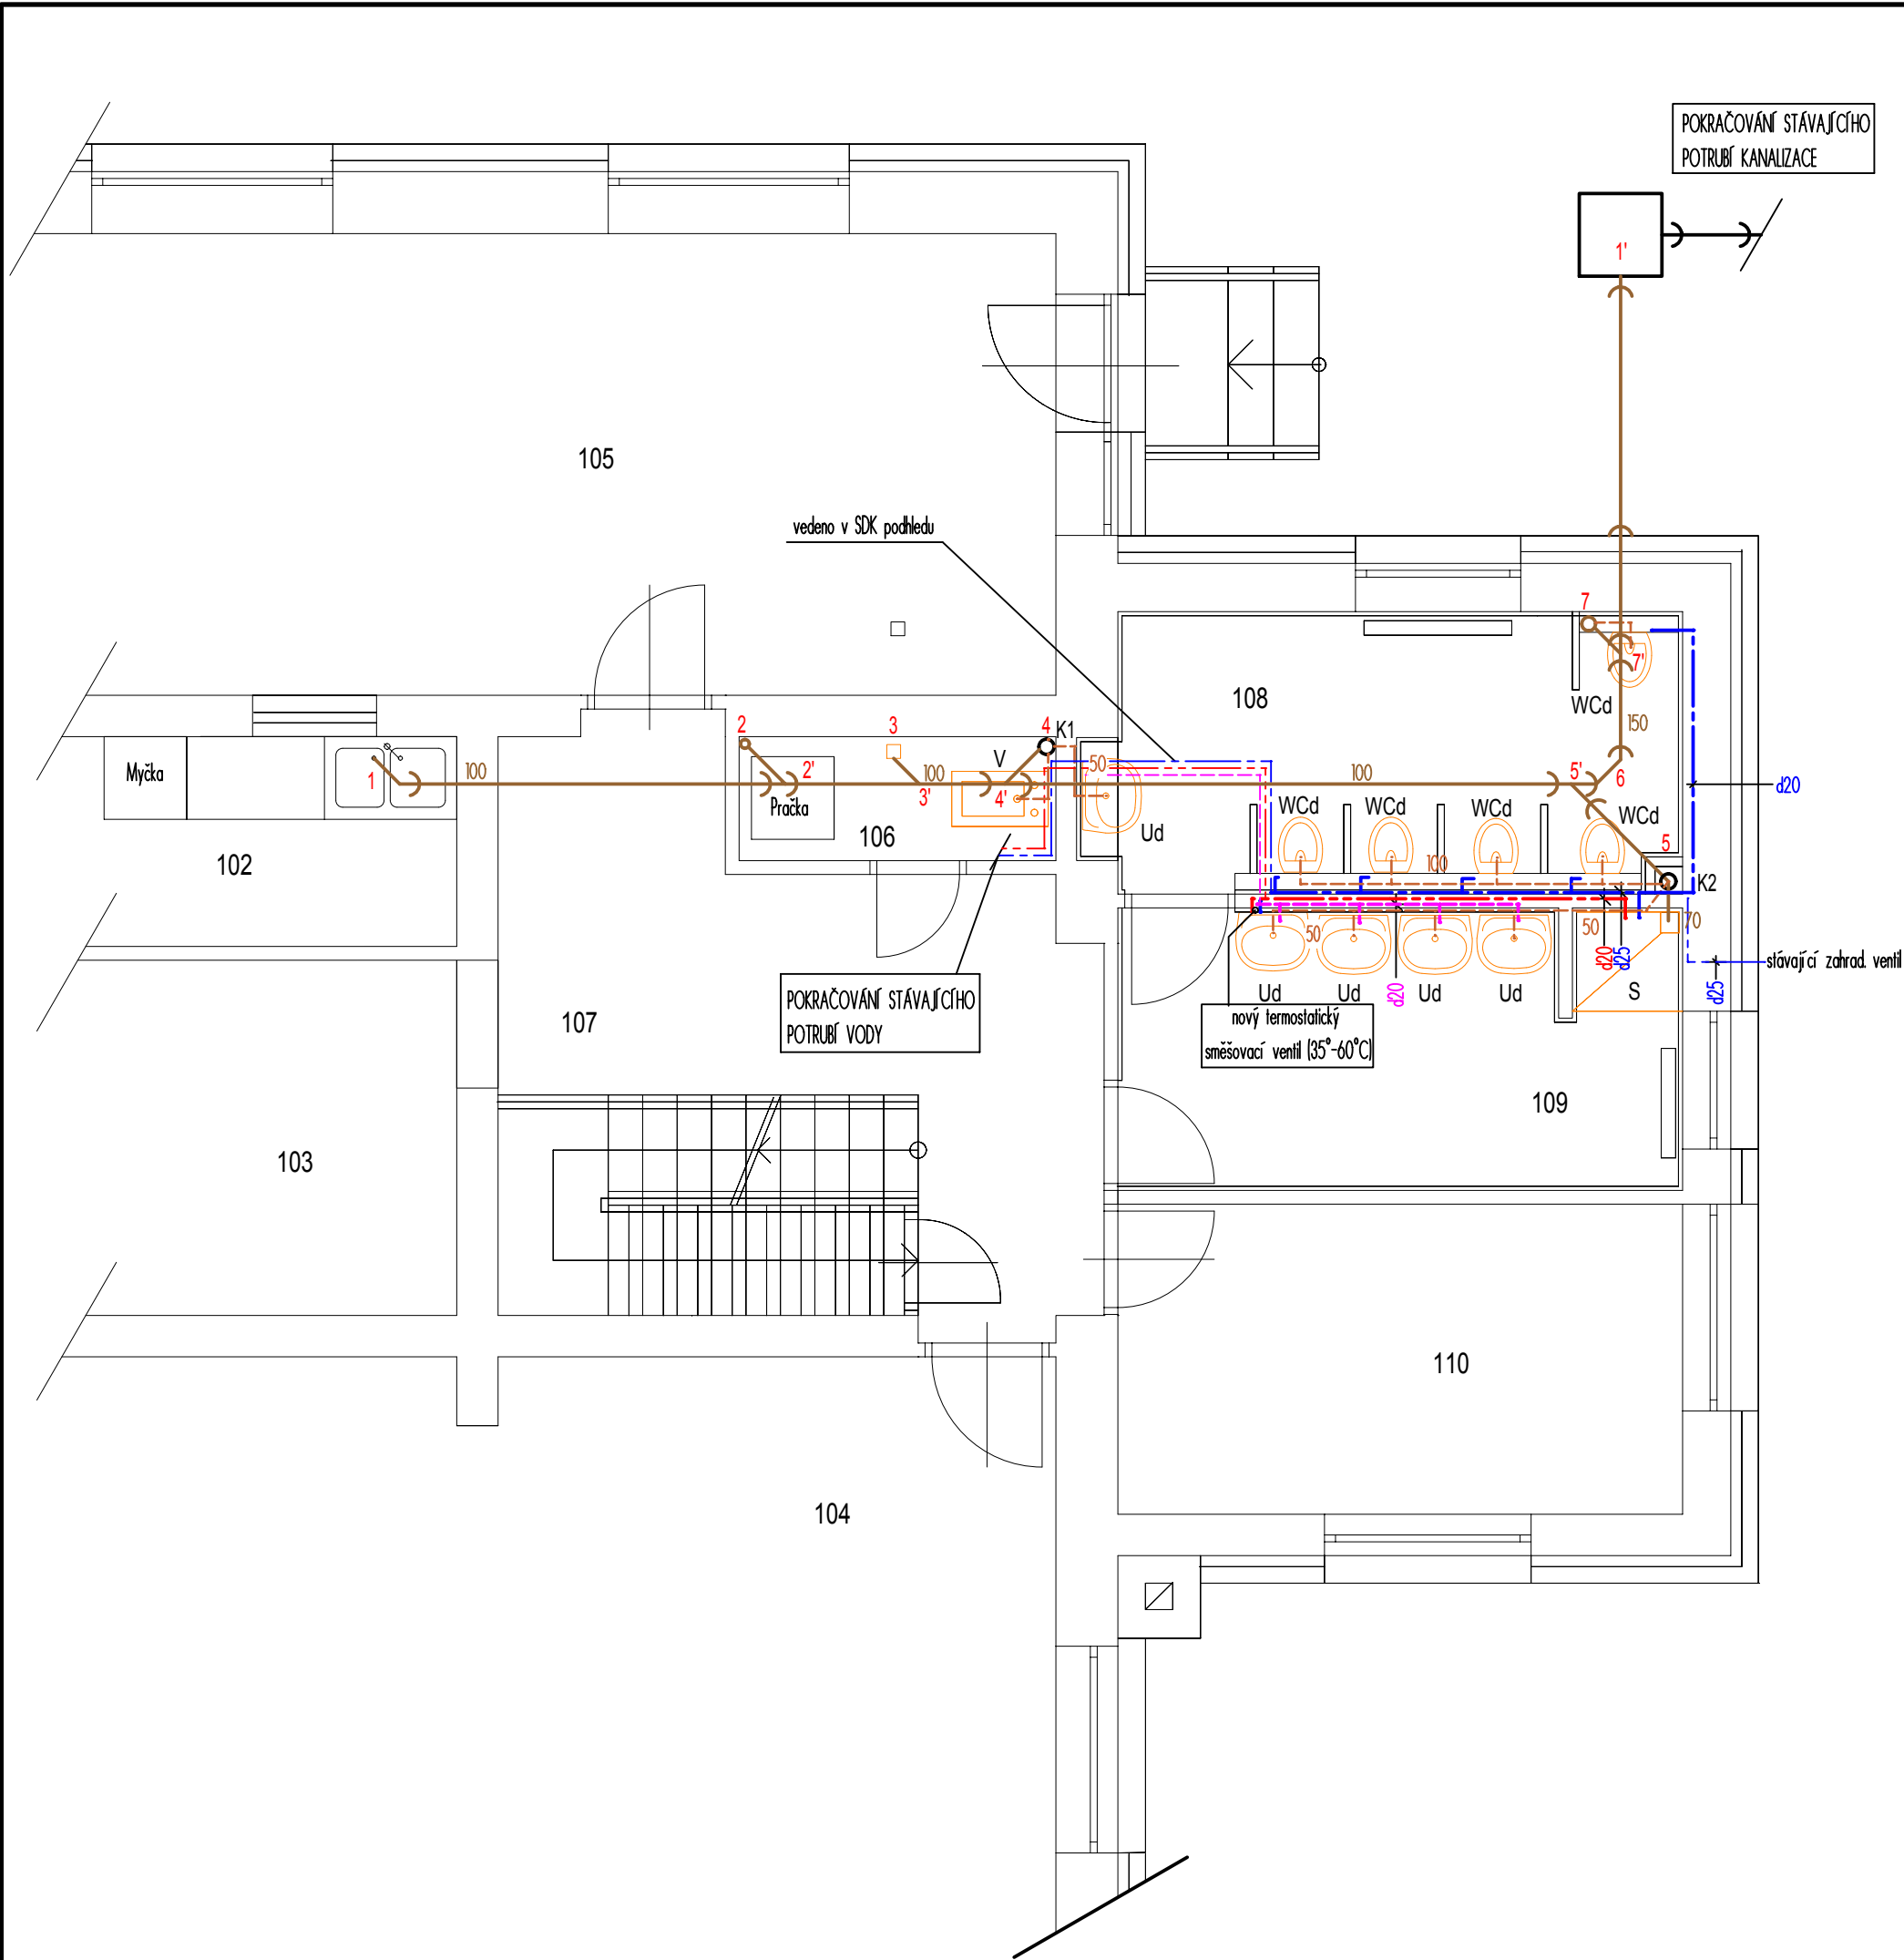 POKRAČOVÁNÍ STÁVAJÍCÍHO
POTRUBÍ KANALIZACE
1'
105
vedeno v SDK podhledu
7
7'
108
WCd
150
2
3
4
K1
V
50
Myčka
1
100
2'
100
3'
4'
Pračka
100
5'
6
d20
WCd
WCd
WCd
WCd
Ud
106
102
100
5
K2
50
50
70
d20
d25
stávající zahrad. ventil
d25
d20
Ud
Ud
Ud
Ud
S
POKRAČOVÁNÍ STÁVAJÍCÍHO
POTRUBÍ VODY
107
nový termostatický
směšovací ventil (35°-60°C)
109
103
110
104